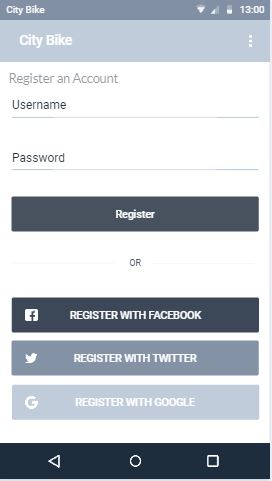 City Bike 13:00
City Bike
Register an Account
Username
Password
Register
OR
REGISTER WITH FACEBOOK
REGISTER WITH TWITTER
REGISTER WITH GOOGLE